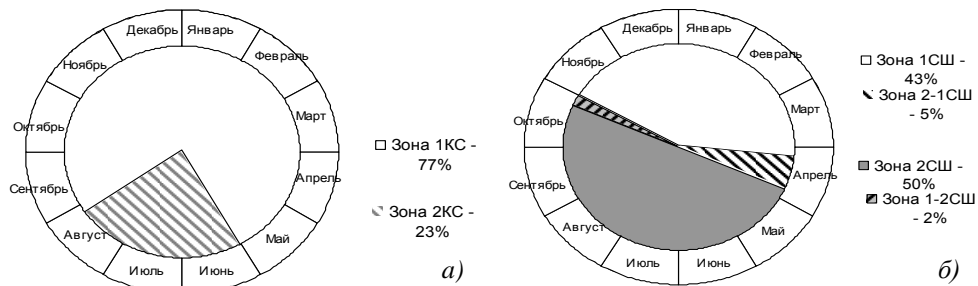 Декабрь
Январь
Февраль
Март
Апрель
Май
Июнь
Июль
Август
Сентябрь
Октябрь
Ноябрь
Зона 1КС -
77%
Зона 2КС -
23%
а)
Декабрь
Январь
Февраль
Март
Апрель
Май
Июнь
Июль
Август
Сентябрь
Октябрь
Ноябрь
Зона 1СШ -
43%
Зона 2-1СШ
- 5%
Зона 2СШ -
50%
Зона 1-2СШ
- 2%
б)